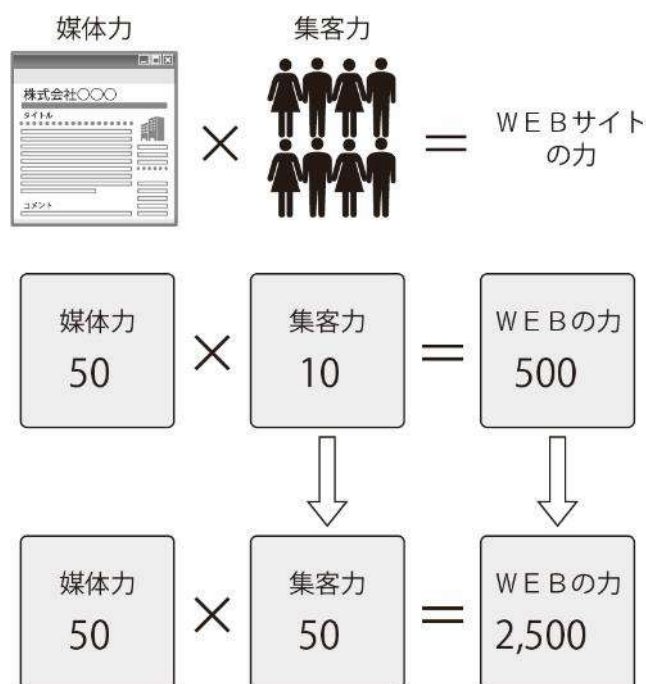 媒体力
集客力
株式会社○○○
タイトル
コメント
×
=
WEBサイト
の力
媒体力
50
×
集客力
10
=
WEBの力
500
媒体力
50
×
集客力
50
=
WEBの力
2,500